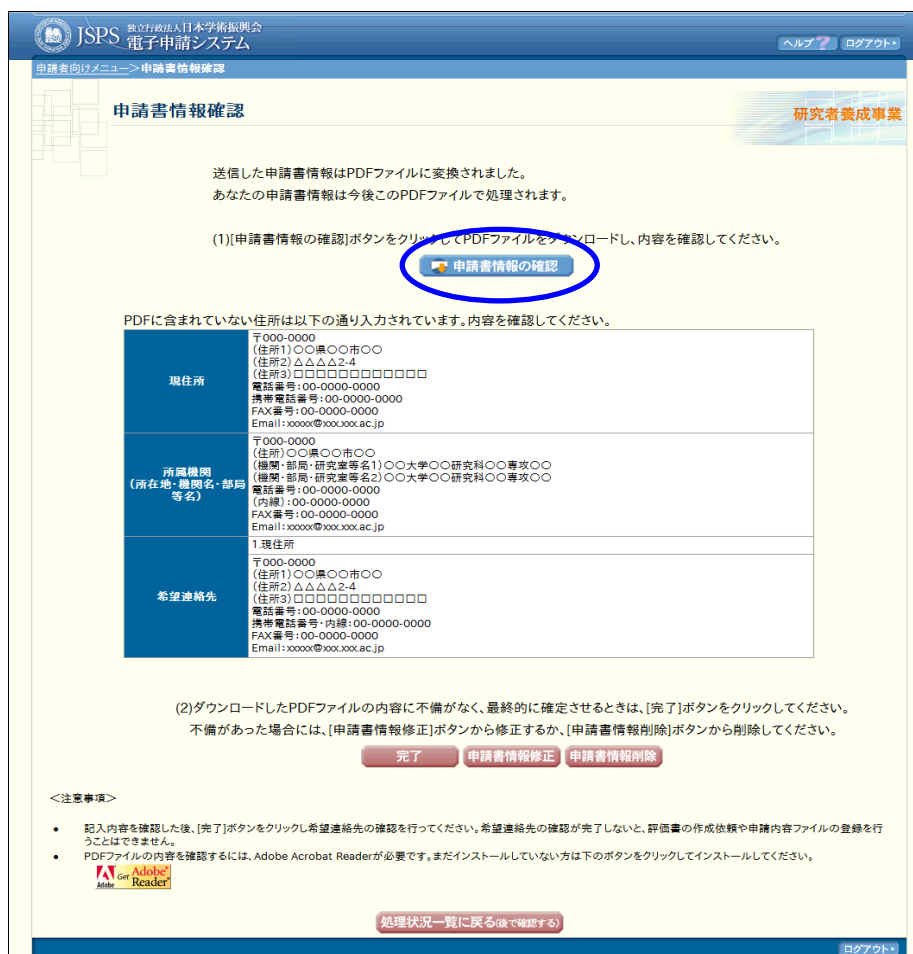 JSPS 独立行政法人日本学術振興会
電子申請システム
ヘルプ? ログアウト
申請者向けメニュー>申請書情報確認
申請書情報確認
研究者養成事業
送信した申請書情報はPDFファイルに変換されました。
あなたの申請書情報は今後このPDFファイルで処理されます。
(1)[申請書情報の確認]ボタンをクリックしてPDFファイルをダウンロードし、内容を確認してください。
申請書情報の確認
PDFに含まれていない住所は以下の通り入力されています。内容を確認してください。
現住所
〒000-0000
(住所1)○○県○○市○○
(住所2)△△△△2-4
(住所3)□□□□□□□□□□□□
電話番号:00-0000-0000
携帯電話番号:00-0000-0000
FAX番号:00-0000-0000
Email:xxxxx@xxx.xxx.ac.jp
所属機関
(所在地・機関名・部局
等名)
〒000-0000
(住所)○○県○○市○○
(機関・部局・研究室等名1)○○大学○○研究科○○専攻○○
(機関・部局・研究室等名2)○○大学○○研究科○○専攻○○
電話番号:00-0000-0000
(内線):00-0000-0000
FAX番号:00-0000-0000
Email:xxxxx@xxx.xxx.ac.jp
希望連絡先
1.現住所
〒000-0000
(住所1)○○県○○市○○
(住所2)△△△△2-4
(住所3)□□□□□□□□□□□□
電話番号:00-0000-0000
携帯電話番号・内線:00-0000-0000
FAX番号:00-0000-0000
Email:xxxxx@xxx.xxx.ac.jp
(2)ダウンロードしたPDFファイルの内容に不備がなく、最終的に確定させるときは、[完了]ボタンをクリックしてください。
不備があった場合には、[申請書情報修正]ボタンから修正するか、[申請書情報削除]ボタンから削除してください。
完了 申請書情報修正 申請書情報削除
<注意事項>
• 記入内容を確認した後、[完了]ボタンをクリックし希望連絡先の確認を行ってください。希望連絡先の確認が完了しないと、評価書の作成依頼や申請内容ファイルの登録を行
うことはできません。
• PDFファイルの内容を確認するには、Adobe Acrobat Readerが必要です。まだインストールしていない方は下のボタンをクリックしてインストールしてください。
Adobe Get Adobe® Reader®
処理状況一覧に戻る(後で確認する)
ログアウト